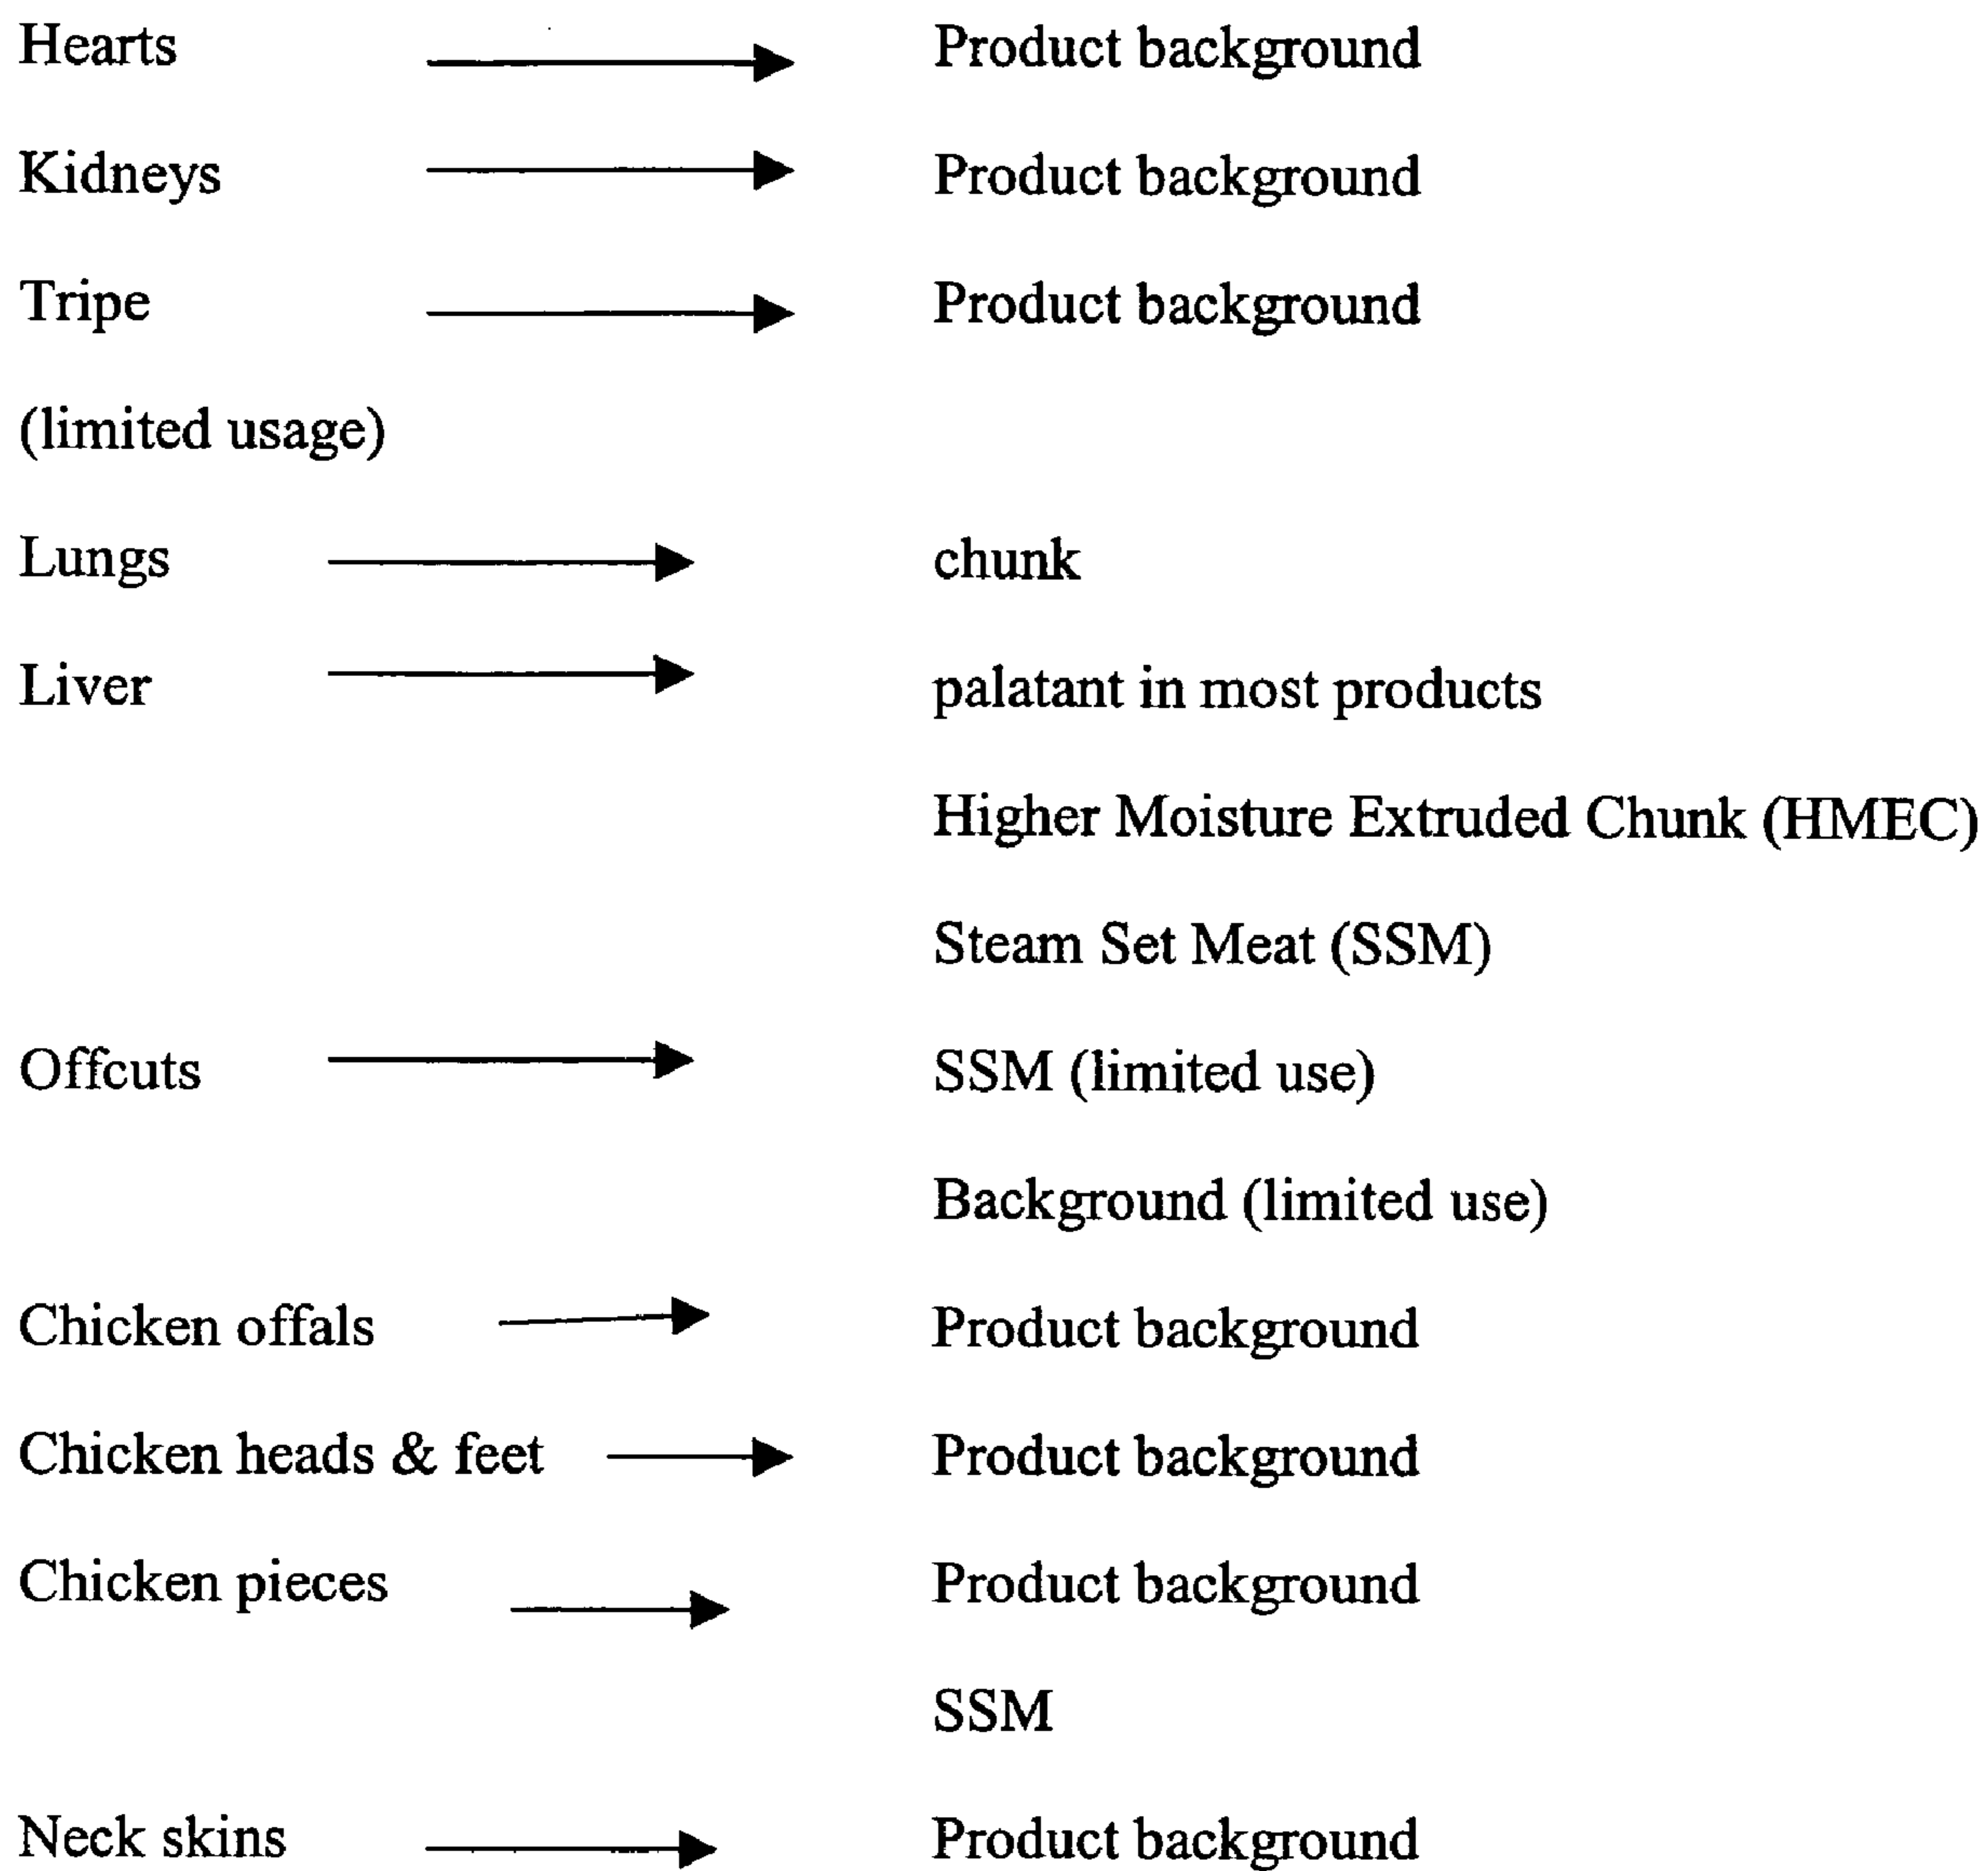 Hearts Product background
Kidneys Product background
Tripe Product background
(limited usage)
Lungs chunk
Liver palatant in most products
Higher Moisture Extruded Chunk (HMEC)
Steam Set Meat (SSM)
Offcuts SSM (limited use)
Background (limited use)
Chicken offals Product background
Chicken heads & feet Product background
Chicken pieces Product background
SSM
Neck skins Product background